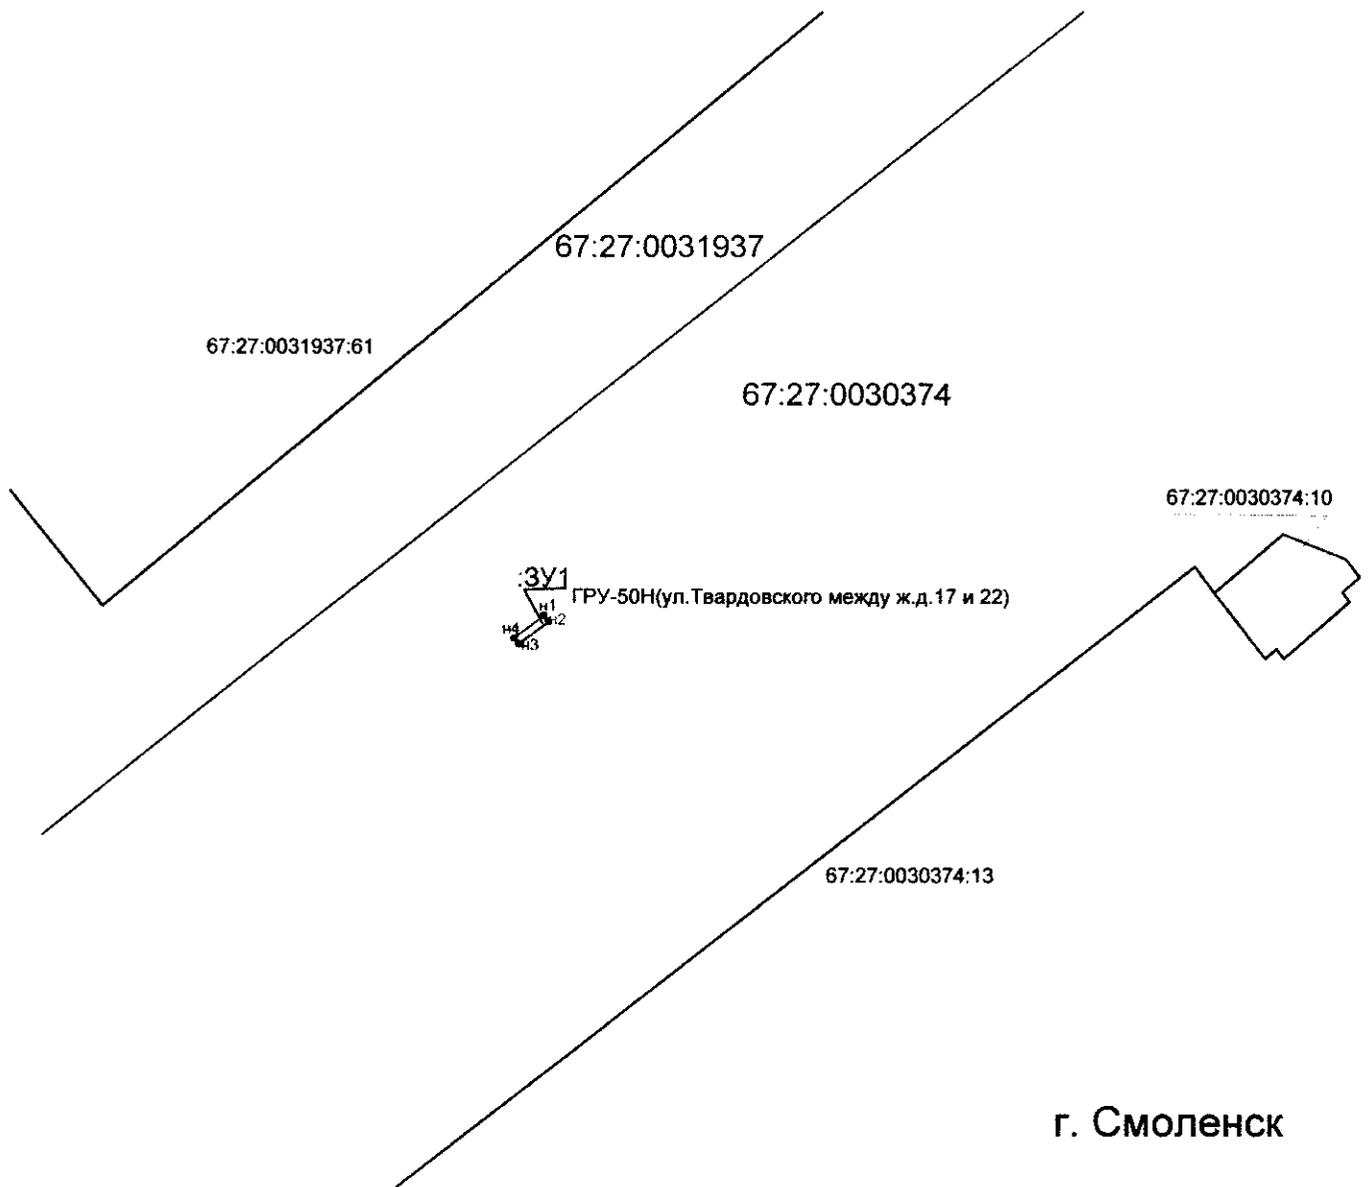 67:27:0031937
67:27:0031937:61
67:27:0030374
67:27:0030374:10
:ЗУ1
ГРУ-50Н(ул.Твардовского между ж.д.17 и 22)
н1
н2
н4
н3
67:27:0030374:13
г. Смоленск